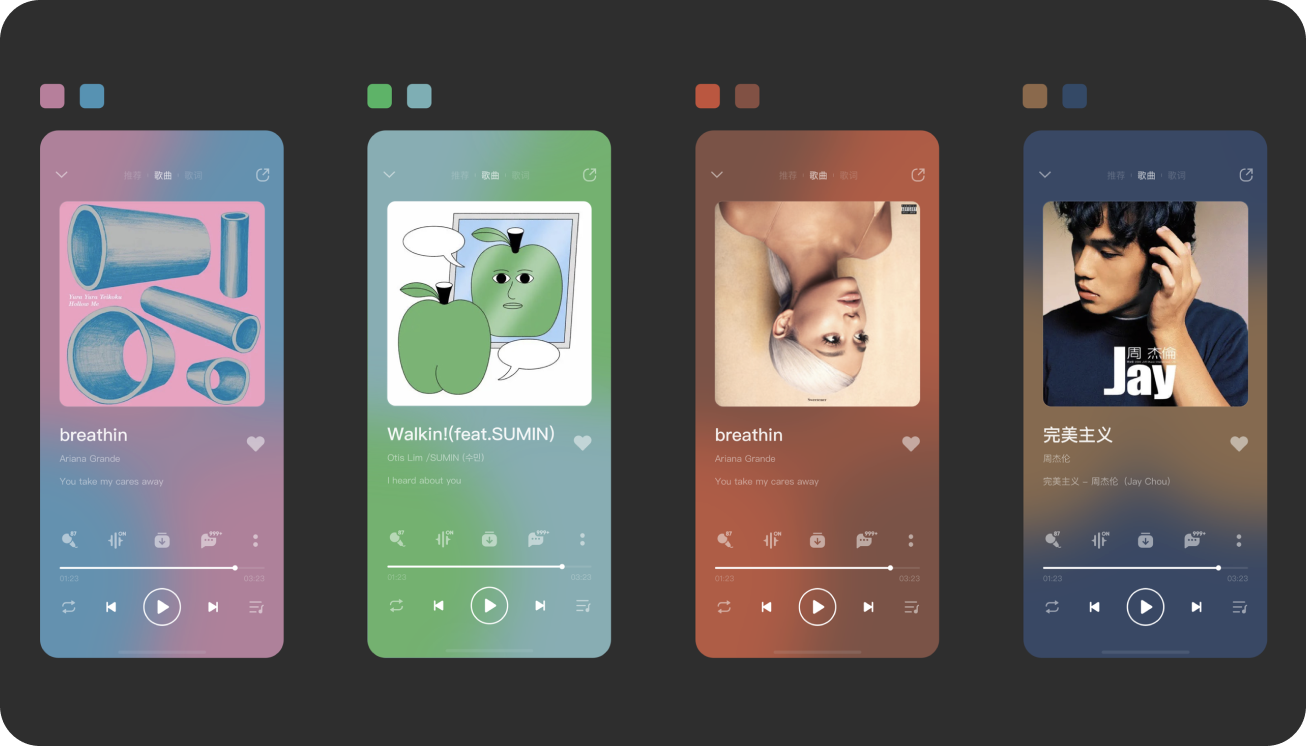 推荐 · 歌曲 · 歌词
Yura Yura Teikoku
Hollow Me
breathin
Ariana Grande
You take my cares away
87
ON
999+
01:23
03:23
推荐 · 歌曲 · 歌词
Walkin!(feat.SUMIN)
Otis Lim /SUMIN (수민)
I heard about you
87
ON
999+
01:23
03:23
推荐 · 歌曲 · 歌词
Sweetener
breathin
Ariana Grande
You take my cares away
87
ON
999+
01:23
03:23
推荐 · 歌曲 · 歌词
周 杰倫
Jay
完美主义
周杰伦
完美主义 – 周杰伦（Jay Chou）
87
ON
999+
01:23
03:23